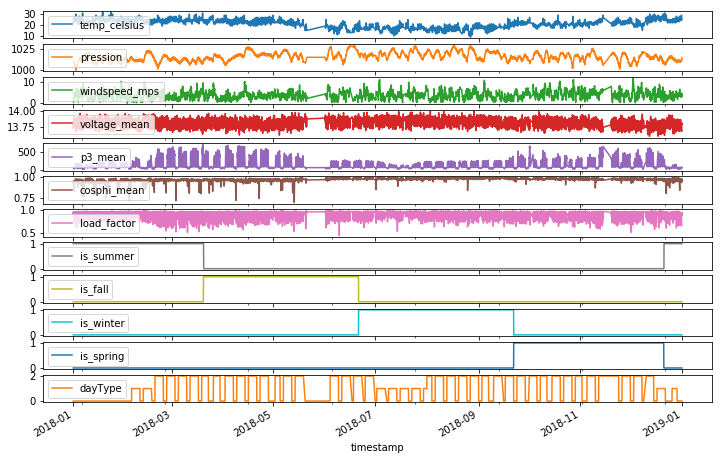 30
20
10
temp_celsius
1025
1000
pression
10
0
windspeed_mps
14.00
13.75
voltage_mean
500
0
p3_mean
1.00
0.75
cosphi_mean
1.0
0.5
load_factor
1
0
is_summer
1
0
is_fall
1
0
is_winter
1
0
is_spring
2
0
dayType
2018-01
2018-03
2018-05
2018-07
2018-09
2018-11
2019-01
timestamp